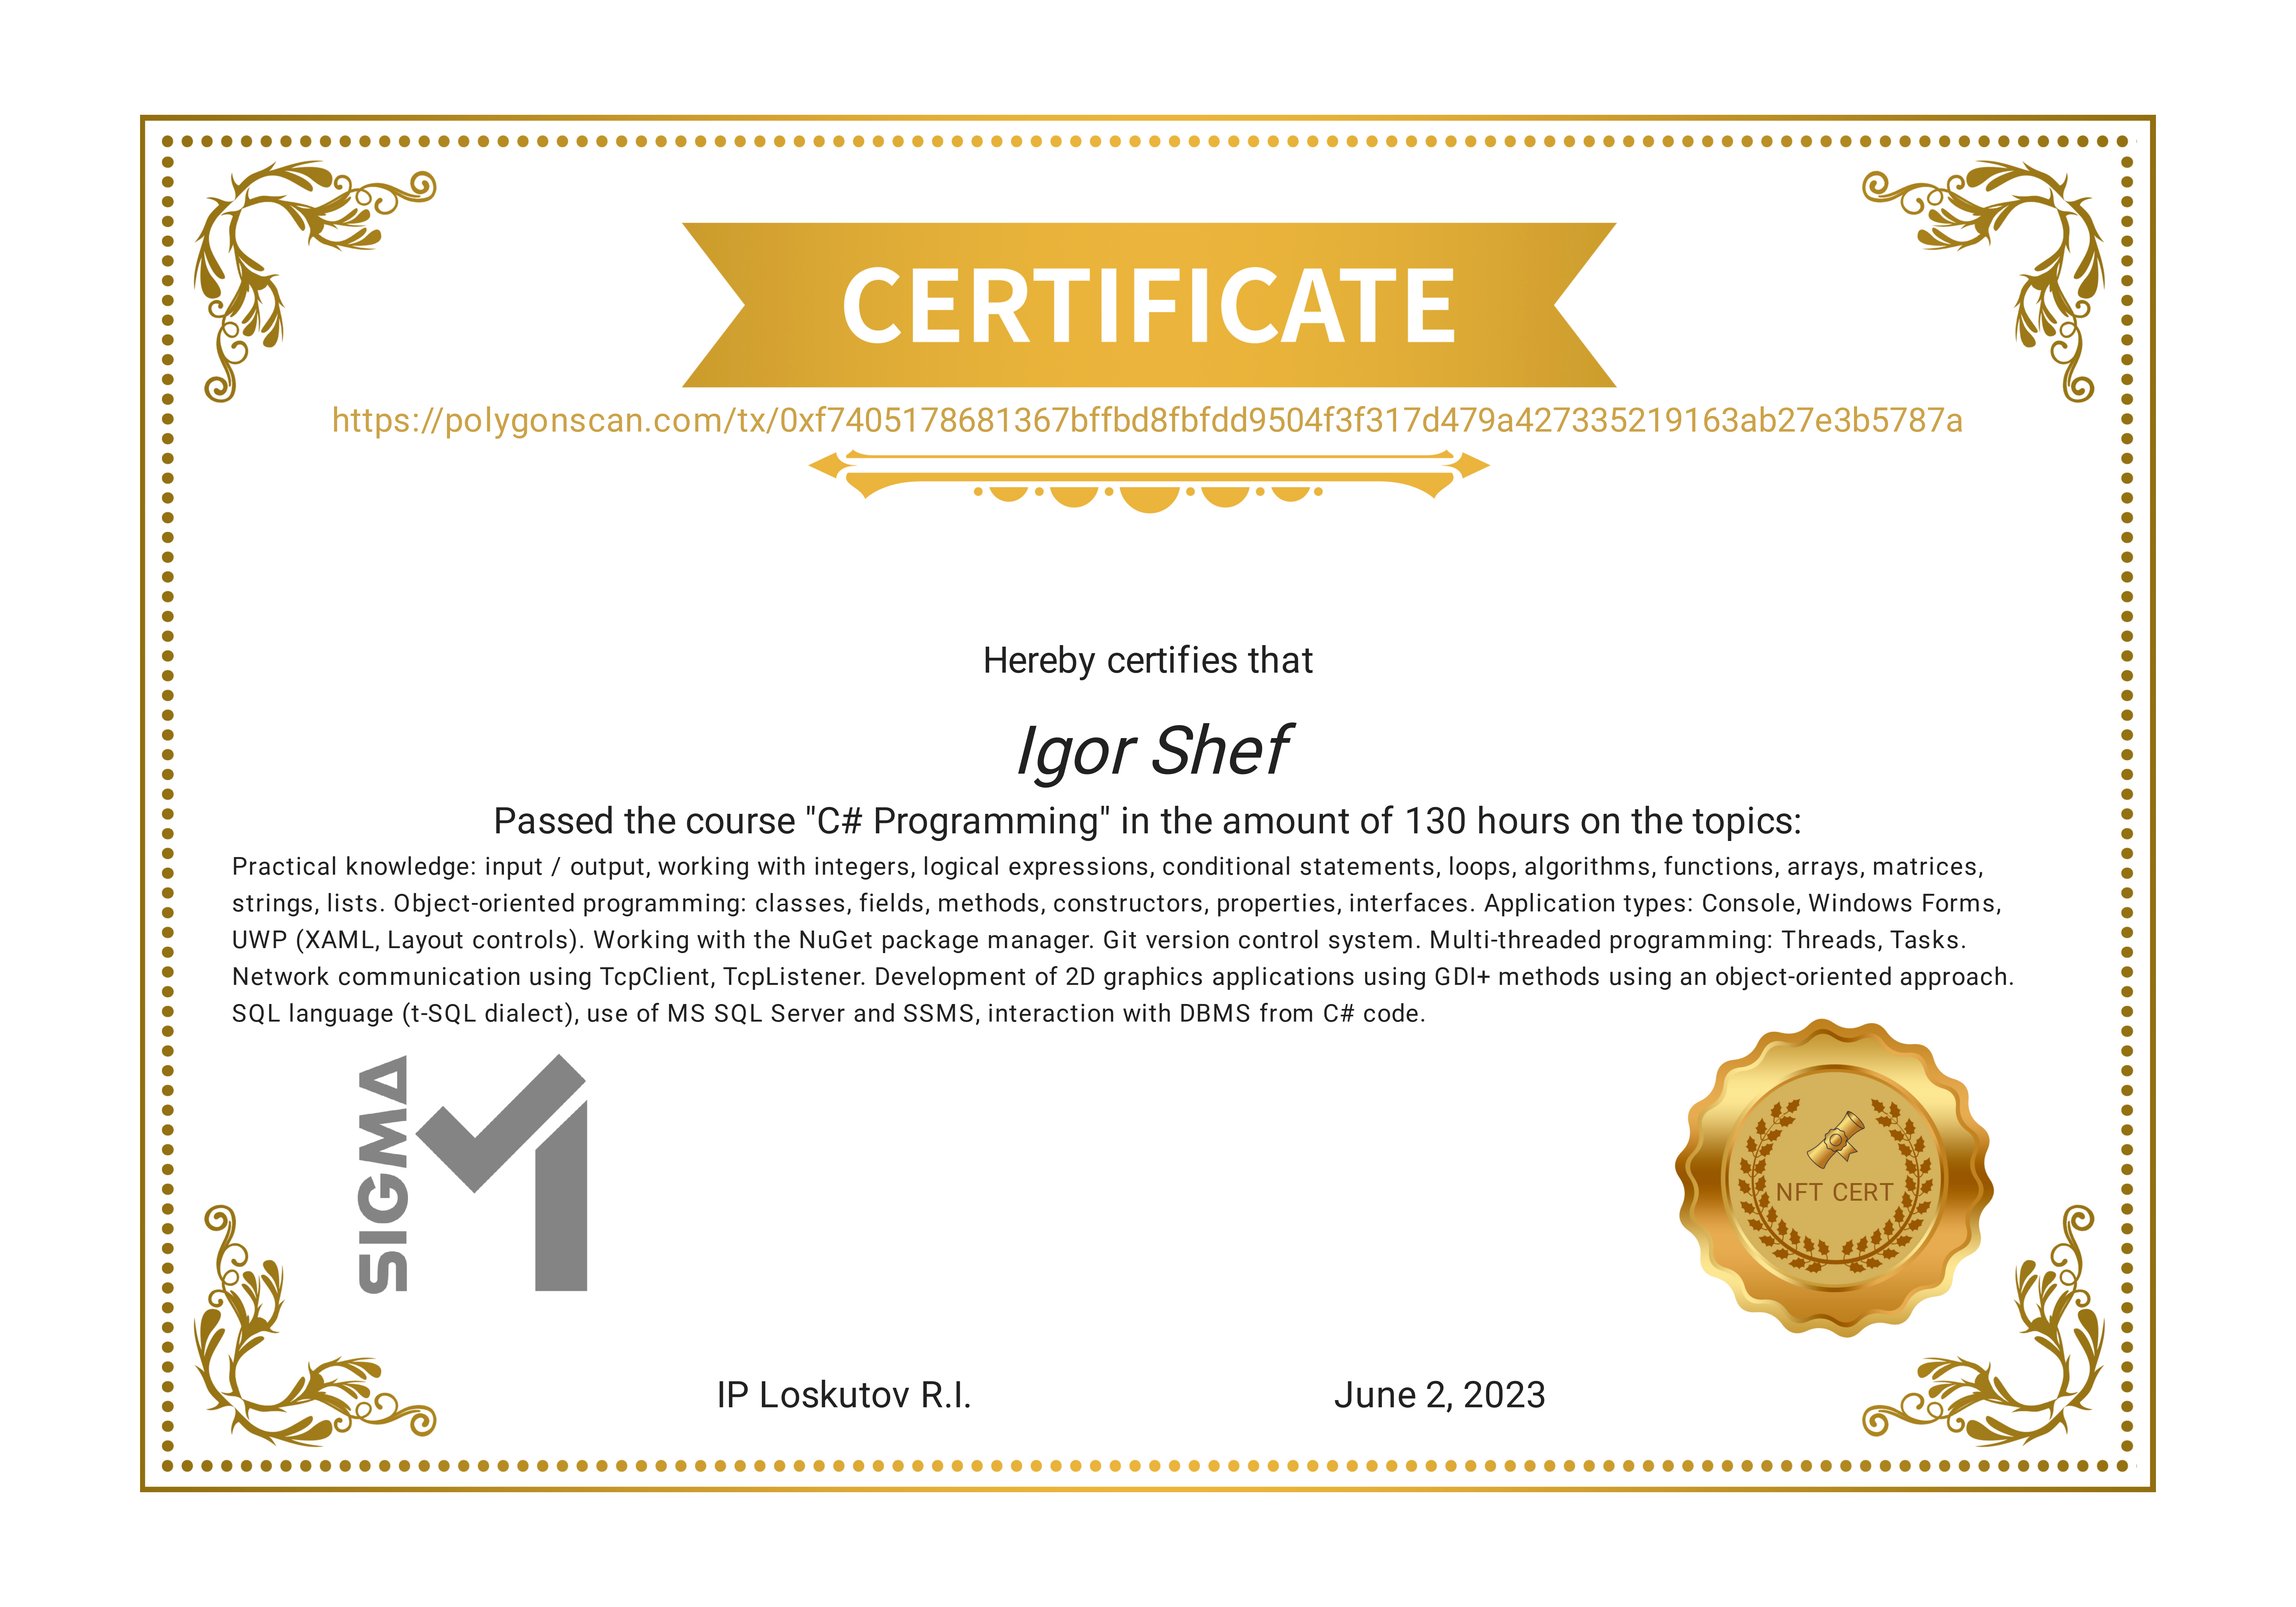 CERTIFICATE
https://polygonscan.com/tx/0xf7405178681367bffbd8fbfdd9504f3f317d479a427335219163ab27e3b5787a
Hereby certifies that
Igor Shef
Passed the course "C# Programming" in the amount of 130 hours on the topics:
Practical knowledge: input / output, working with integers, logical expressions, conditional statements, loops, algorithms, functions, arrays, matrices,
strings, lists. Object-oriented programming: classes, fields, methods, constructors, properties, interfaces. Application types: Console, Windows Forms,
UWP (XAML, Layout controls). Working with the NuGet package manager. Git version control system. Multi-threaded programming: Threads, Tasks.
Network communication using TcpClient, TcpListener. Development of 2D graphics applications using GDI+ methods using an object-oriented approach.
SQL language (t-SQL dialect), use of MS SQL Server and SSMS, interaction with DBMS from C# code.
SIGMA
NFT CERT
IP Loskutov R.I.
June 2, 2023